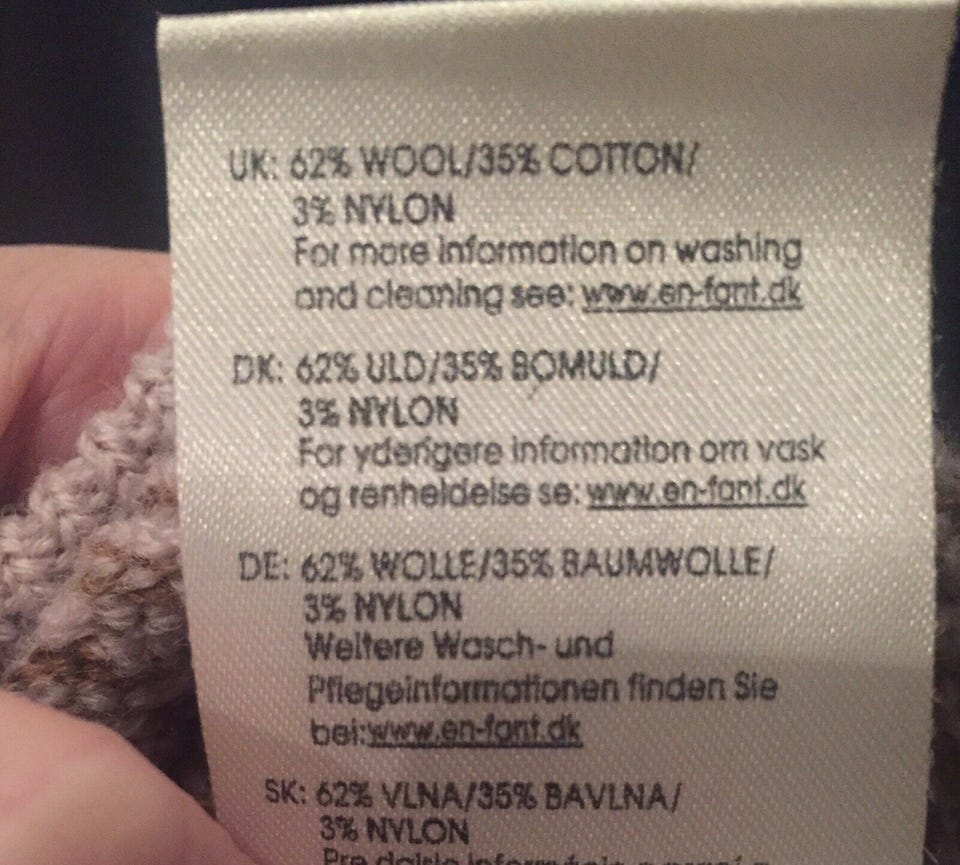 UK: 62% WOOL/35% COTTON/
3% NYLON
For more information on washing
and cleaning see: www.en-fant.dk
DK: 62% ULD/35% BOMULD/
3% NYLON
For yderigere information om vask
og renheldelse se: www.en-fant.dk
DE: 62% WOLLE/35% BAUMWOLLE/
3% NYLON
Weitere Wasch- und
Pflegeinformationen finden Sie
bei:www.en-fant.dk
SK: 62% VLNA/35% BAVLNA/
3% NYLON
Pre